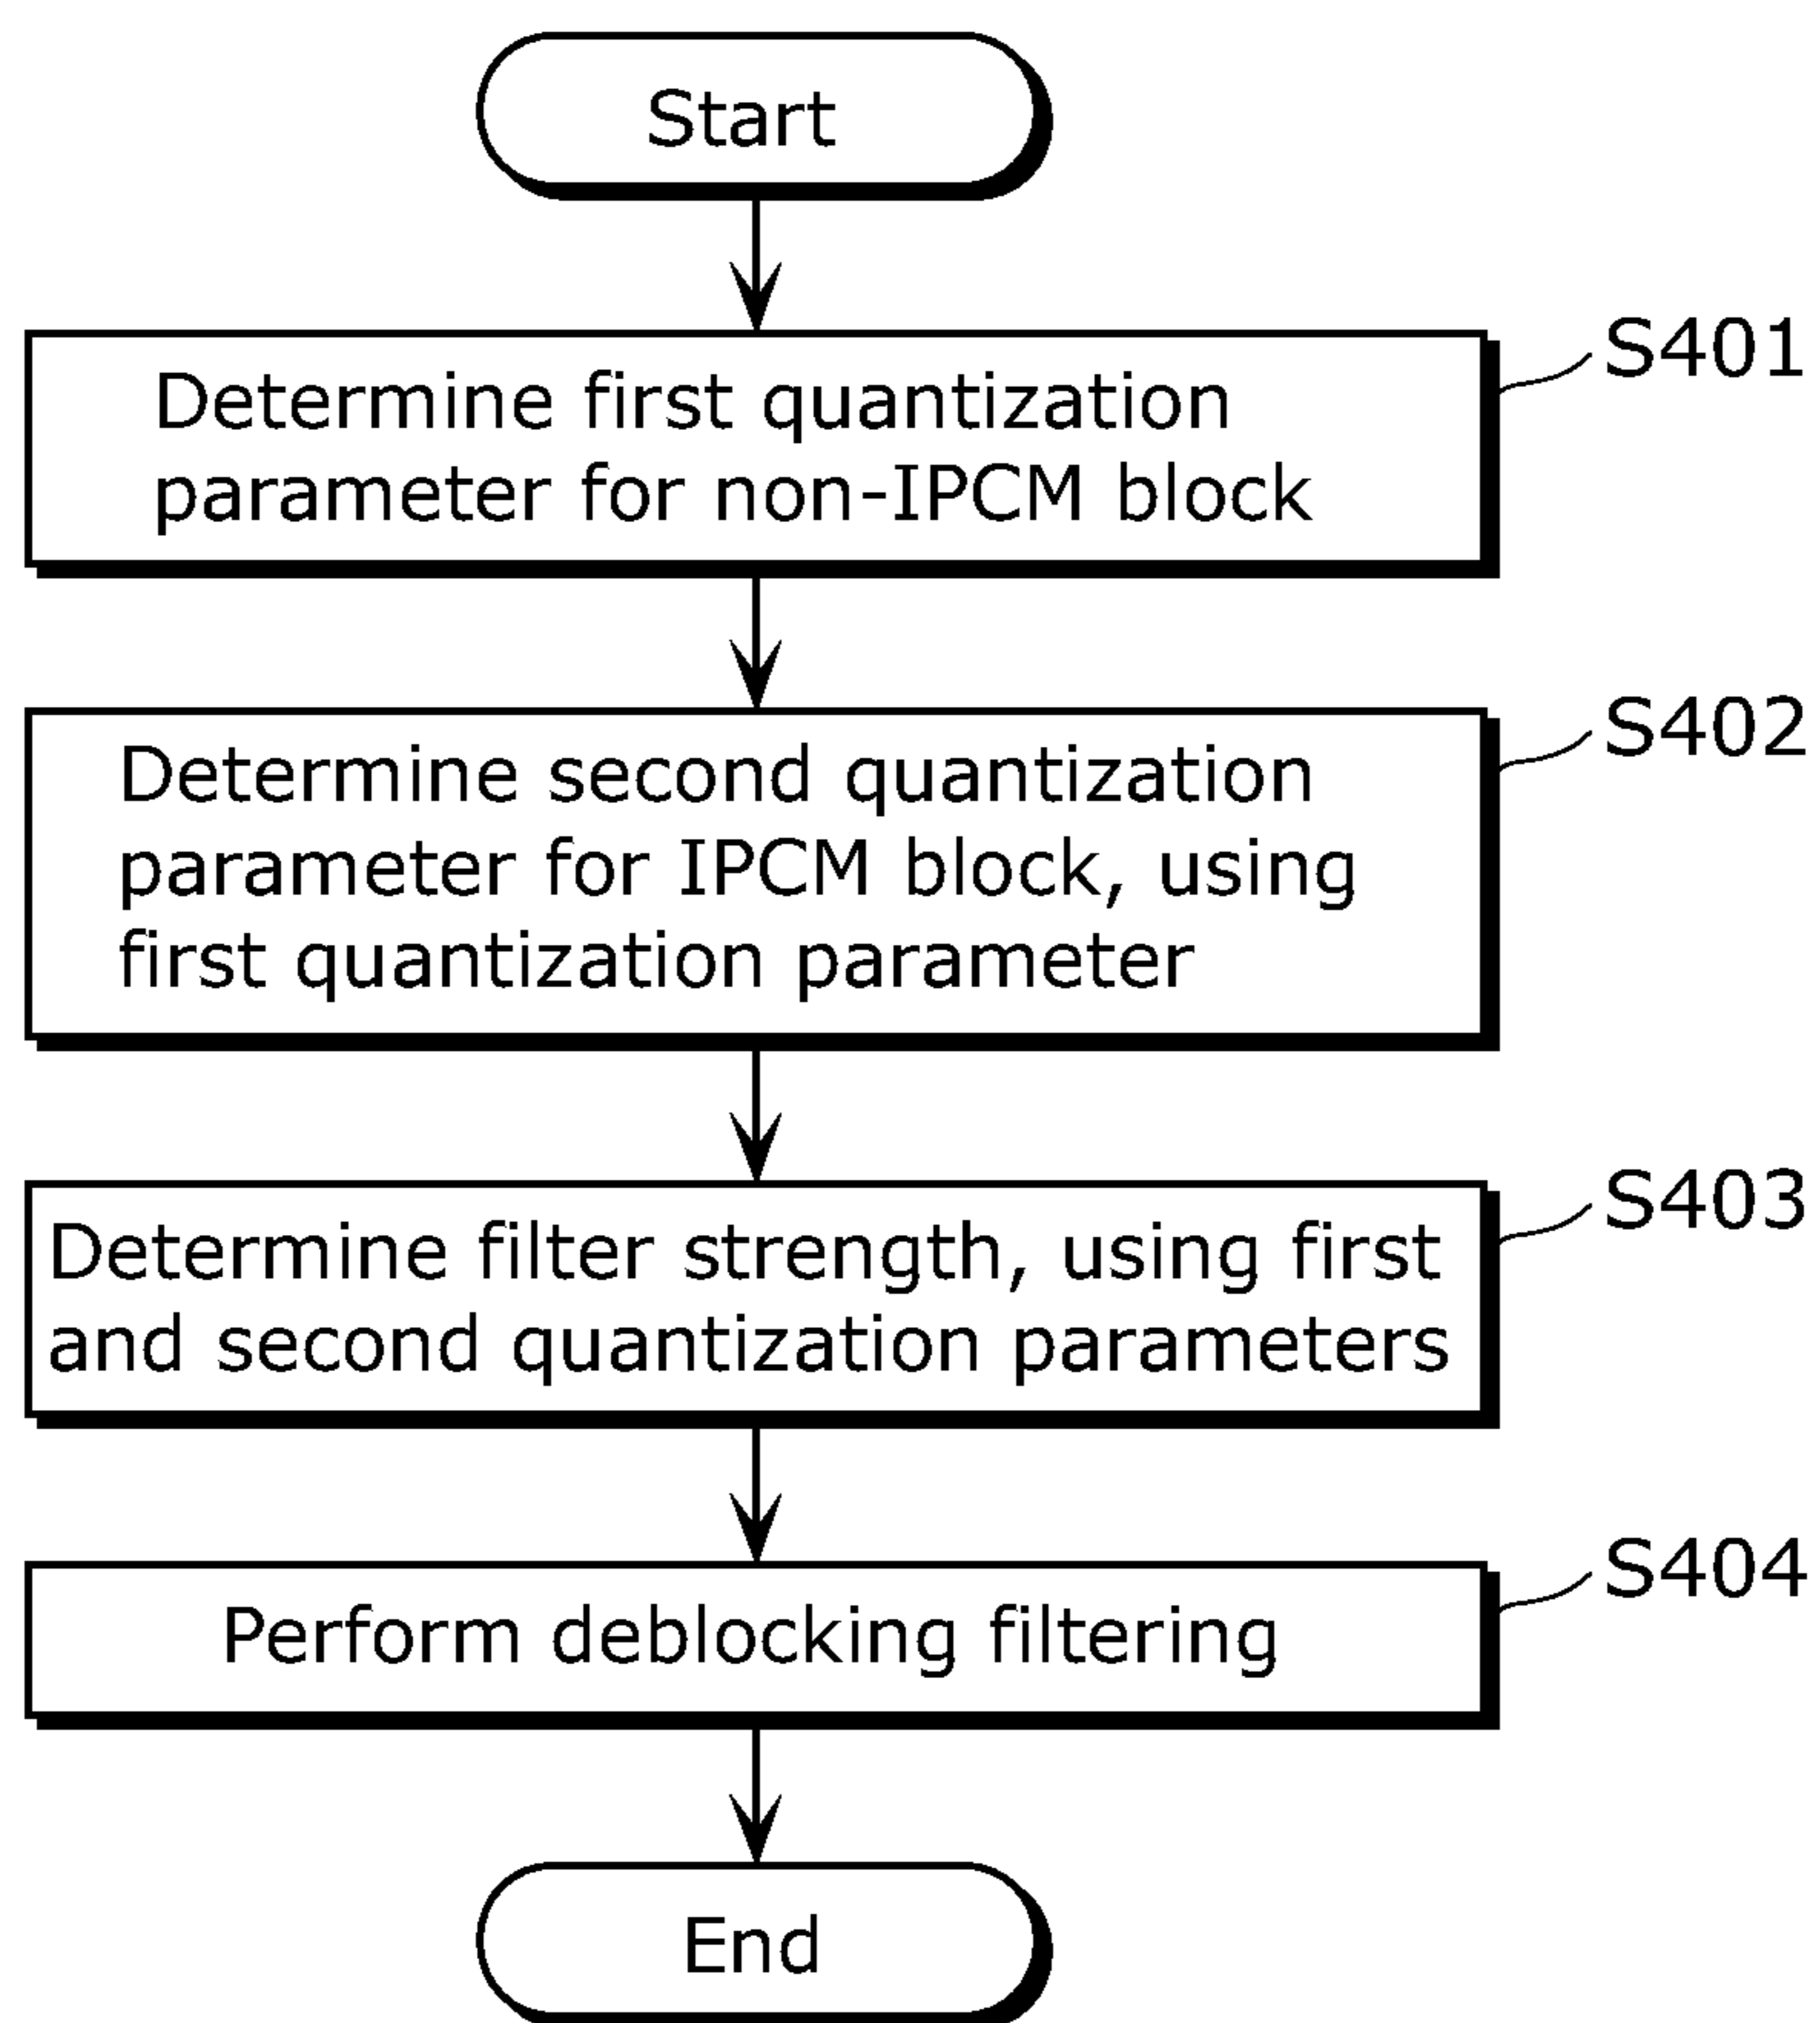 Start
S401
Determine first quantization
parameter for non-IPCM block
S402
Determine second quantization
parameter for IPCM block, using
first quantization parameter
S403
Determine filter strength, using first
and second quantization parameters
S404
Perform deblocking filtering
End